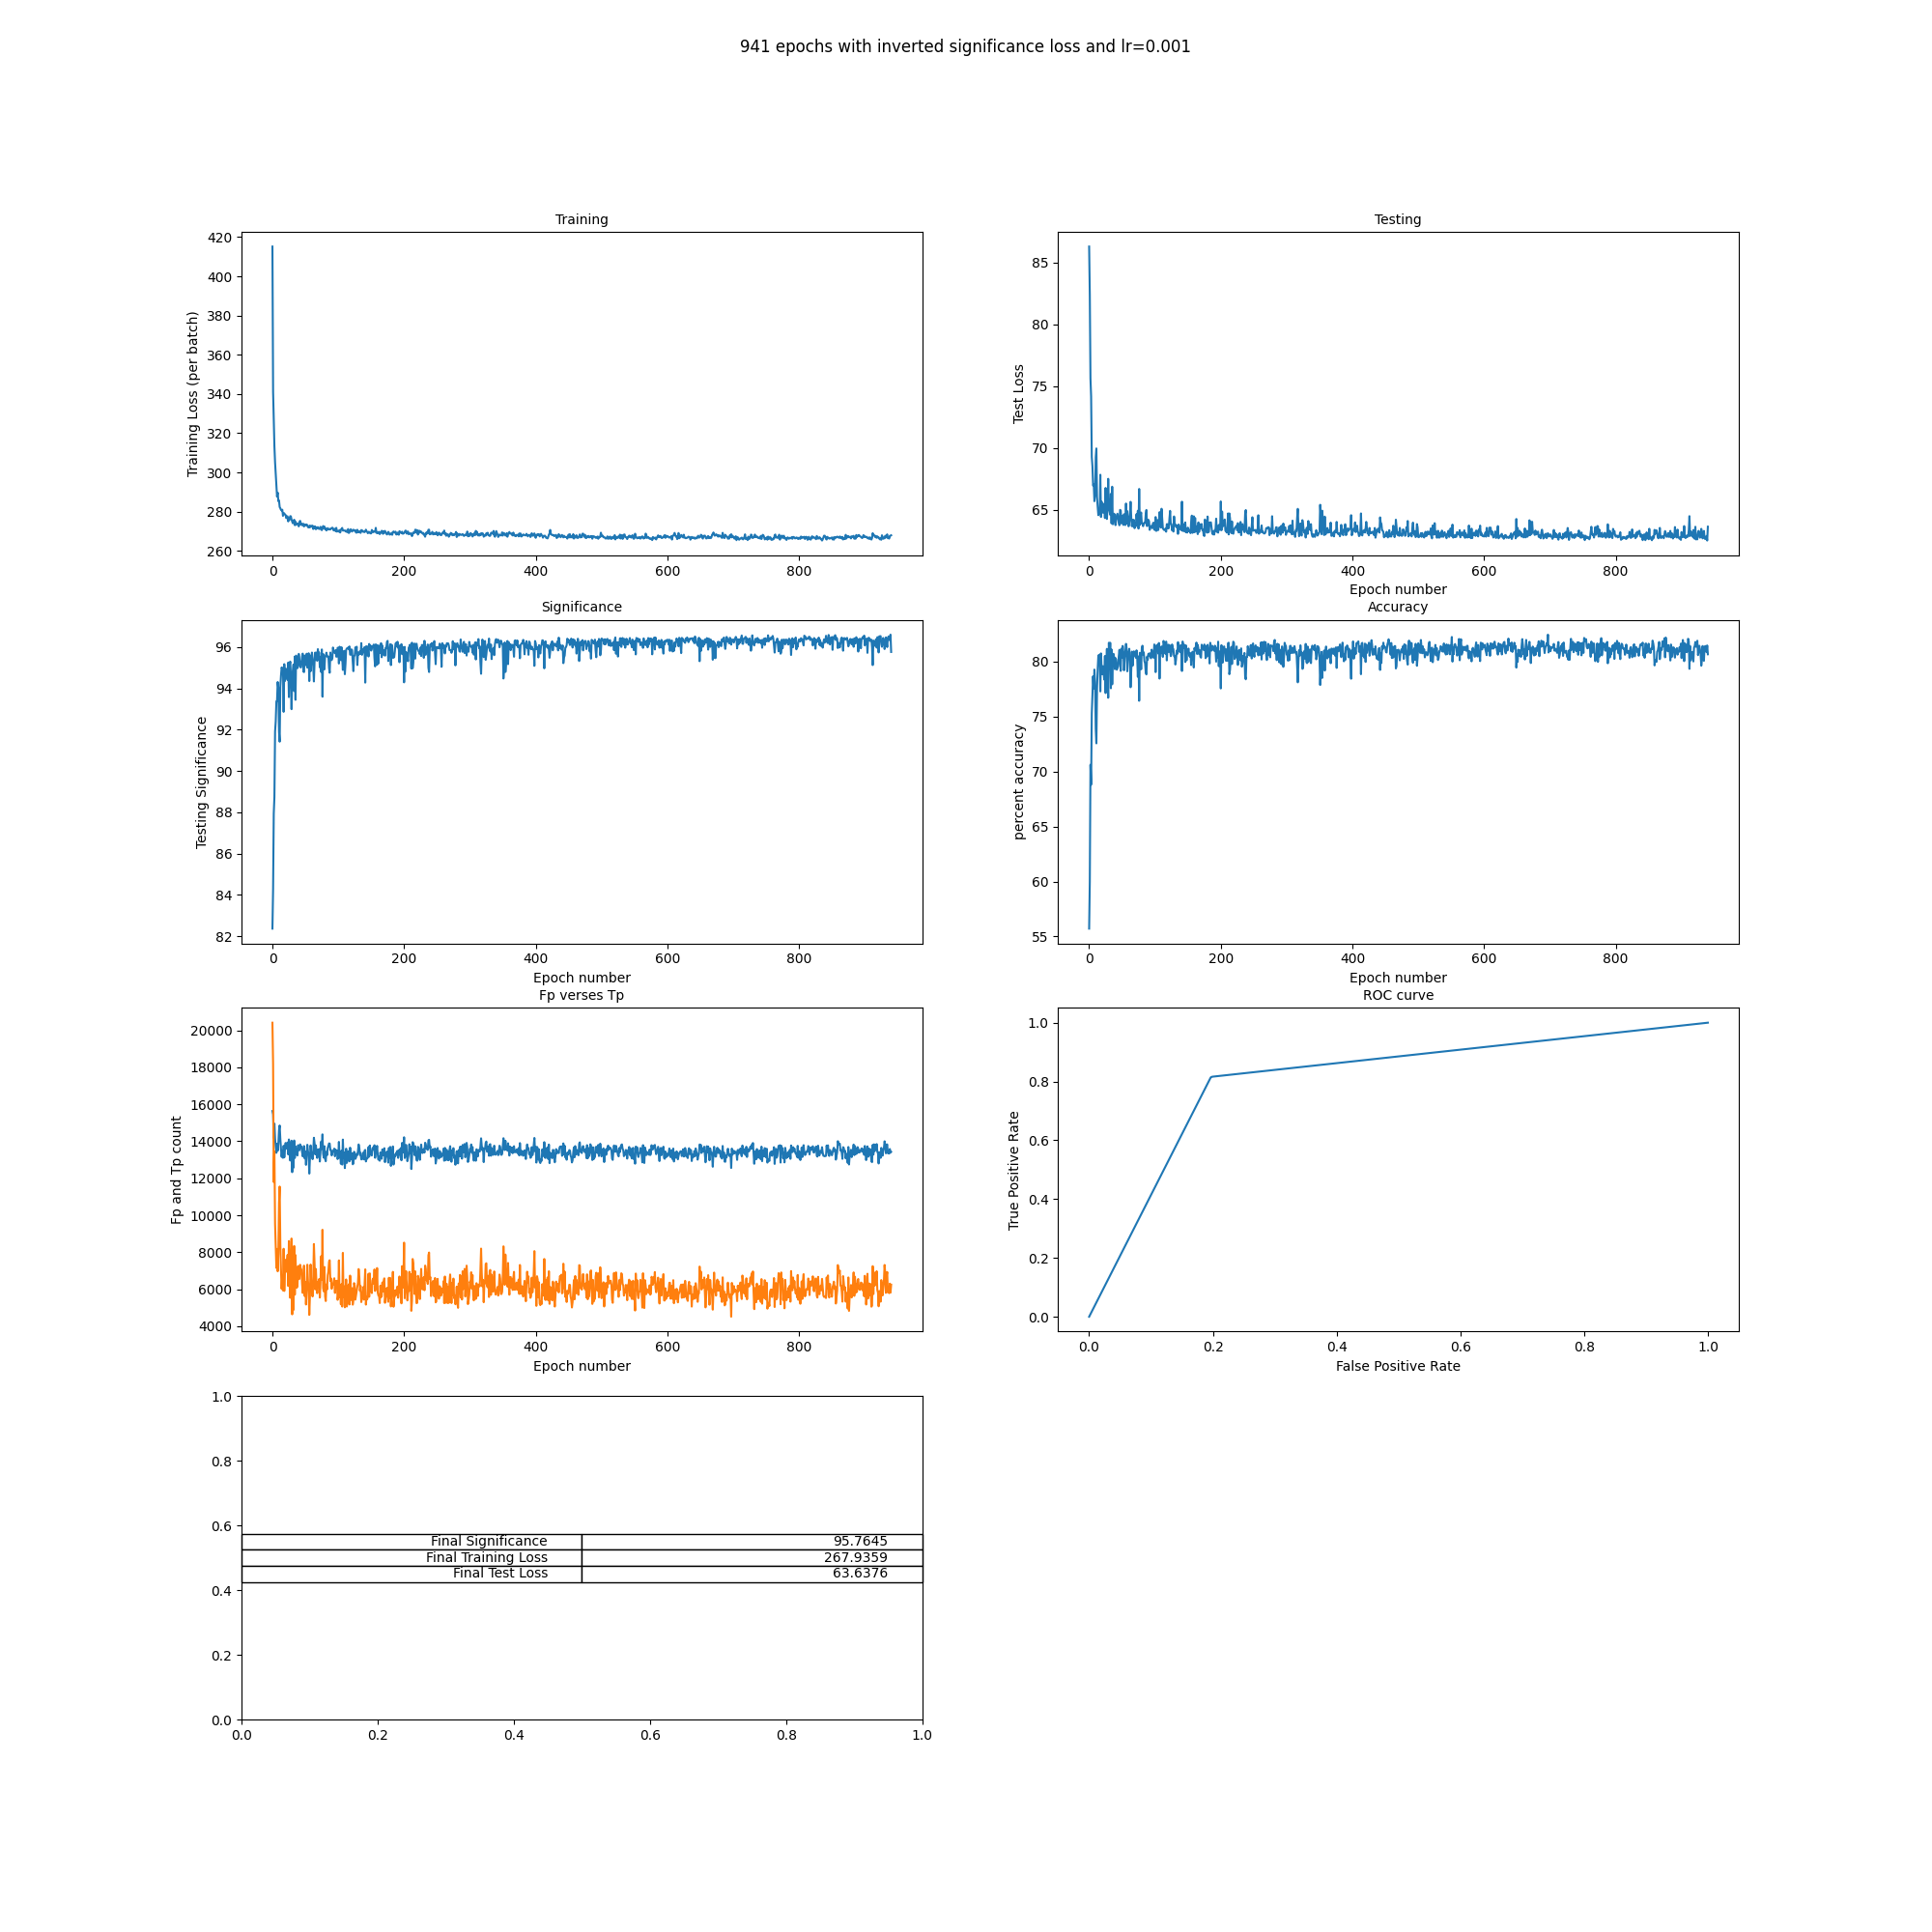 941 epochs with inverted significance loss and lr=0.001
Training
Training Loss (per batch)
420
400
380
360
340
320
300
280
260
0 200 400 600 800
Testing
Test Loss
85
80
75
70
65
0 200 400 600 800
Epoch number
Significance
Testing Significance
96
94
92
90
88
86
84
82
0 200 400 600 800
Epoch number
Accuracy
percent accuracy
80
75
70
65
60
55
0 200 400 600 800
Epoch number
Fp verses Tp
Fp and Tp count
20000
18000
16000
14000
12000
10000
8000
6000
4000
0 200 400 600 800
Epoch number
ROC curve
True Positive Rate
1.0
0.8
0.6
0.4
0.2
0.0
0.0 0.2 0.4 0.6 0.8 1.0
False Positive Rate
1.0
0.8
0.6
0.4
0.2
0.0
Final Significance 95.7645
Final Training Loss 267.9359
Final Test Loss 63.6376
0.0 0.2 0.4 0.6 0.8 1.0